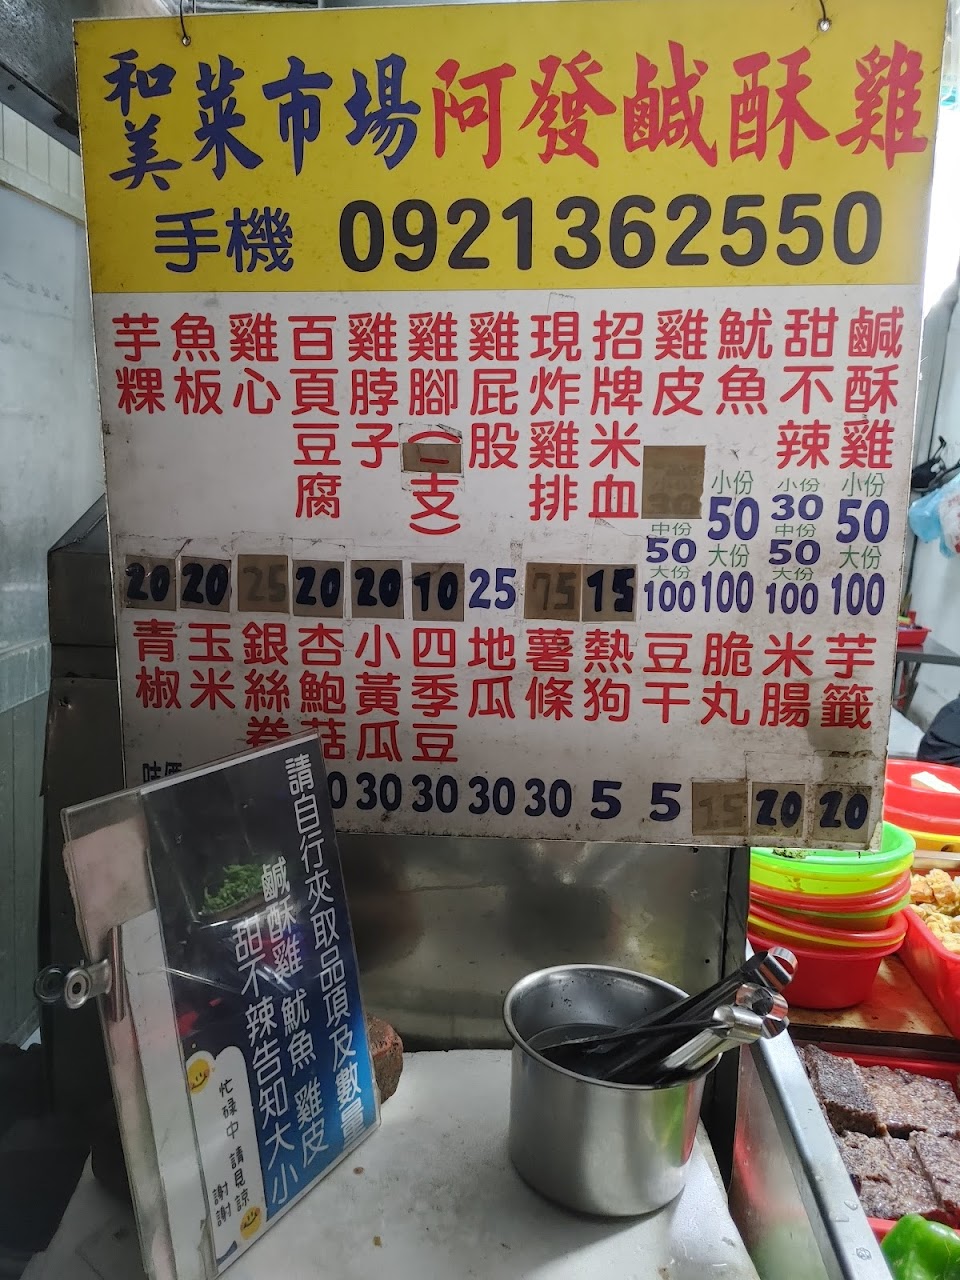 和美菜市場阿發鹹酥雞
手機 0921362550
鹹酥雞 小份 50 大份 100
甜不辣 小份 30 中份 50 大份 100
魷魚 小份 50 大份 100
雞皮 中份 50 大份 100
招牌米血 15
現炸雞排 75
雞屁股 25
雞腳(一支) 10
雞脖子 20
百頁豆腐 20
雞心 25
魚板 20
芋粿 20
芋籤 20
米腸 20
脆丸 15
豆干 5
熱狗 5
薯條 30
地瓜 30
四季豆 30
小黃瓜 30
杏鮑菇
銀絲卷
玉米
青椒 時價
請自行夾取品項及數量
鹹酥雞 魷魚 雞皮
甜不辣告知大小
忙碌中 請見諒
謝謝